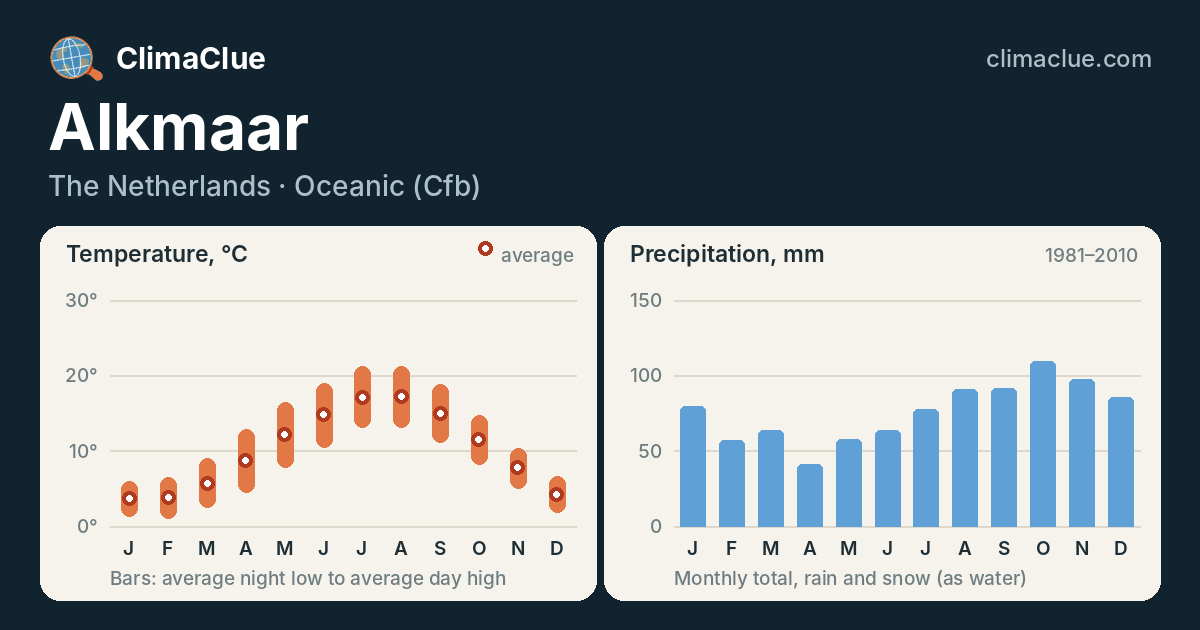 ClimaClue
climaclue.com
Alkmaar
The Netherlands · Oceanic (Cfb)
Temperature, °C
average
30°
20°
10°
0°
J F M A M J J A S O N D
Bars: average night low to average day high
Precipitation, mm
1981–2010
150
100
50
0
J F M A M J J A S O N D
Monthly total, rain and snow (as water)